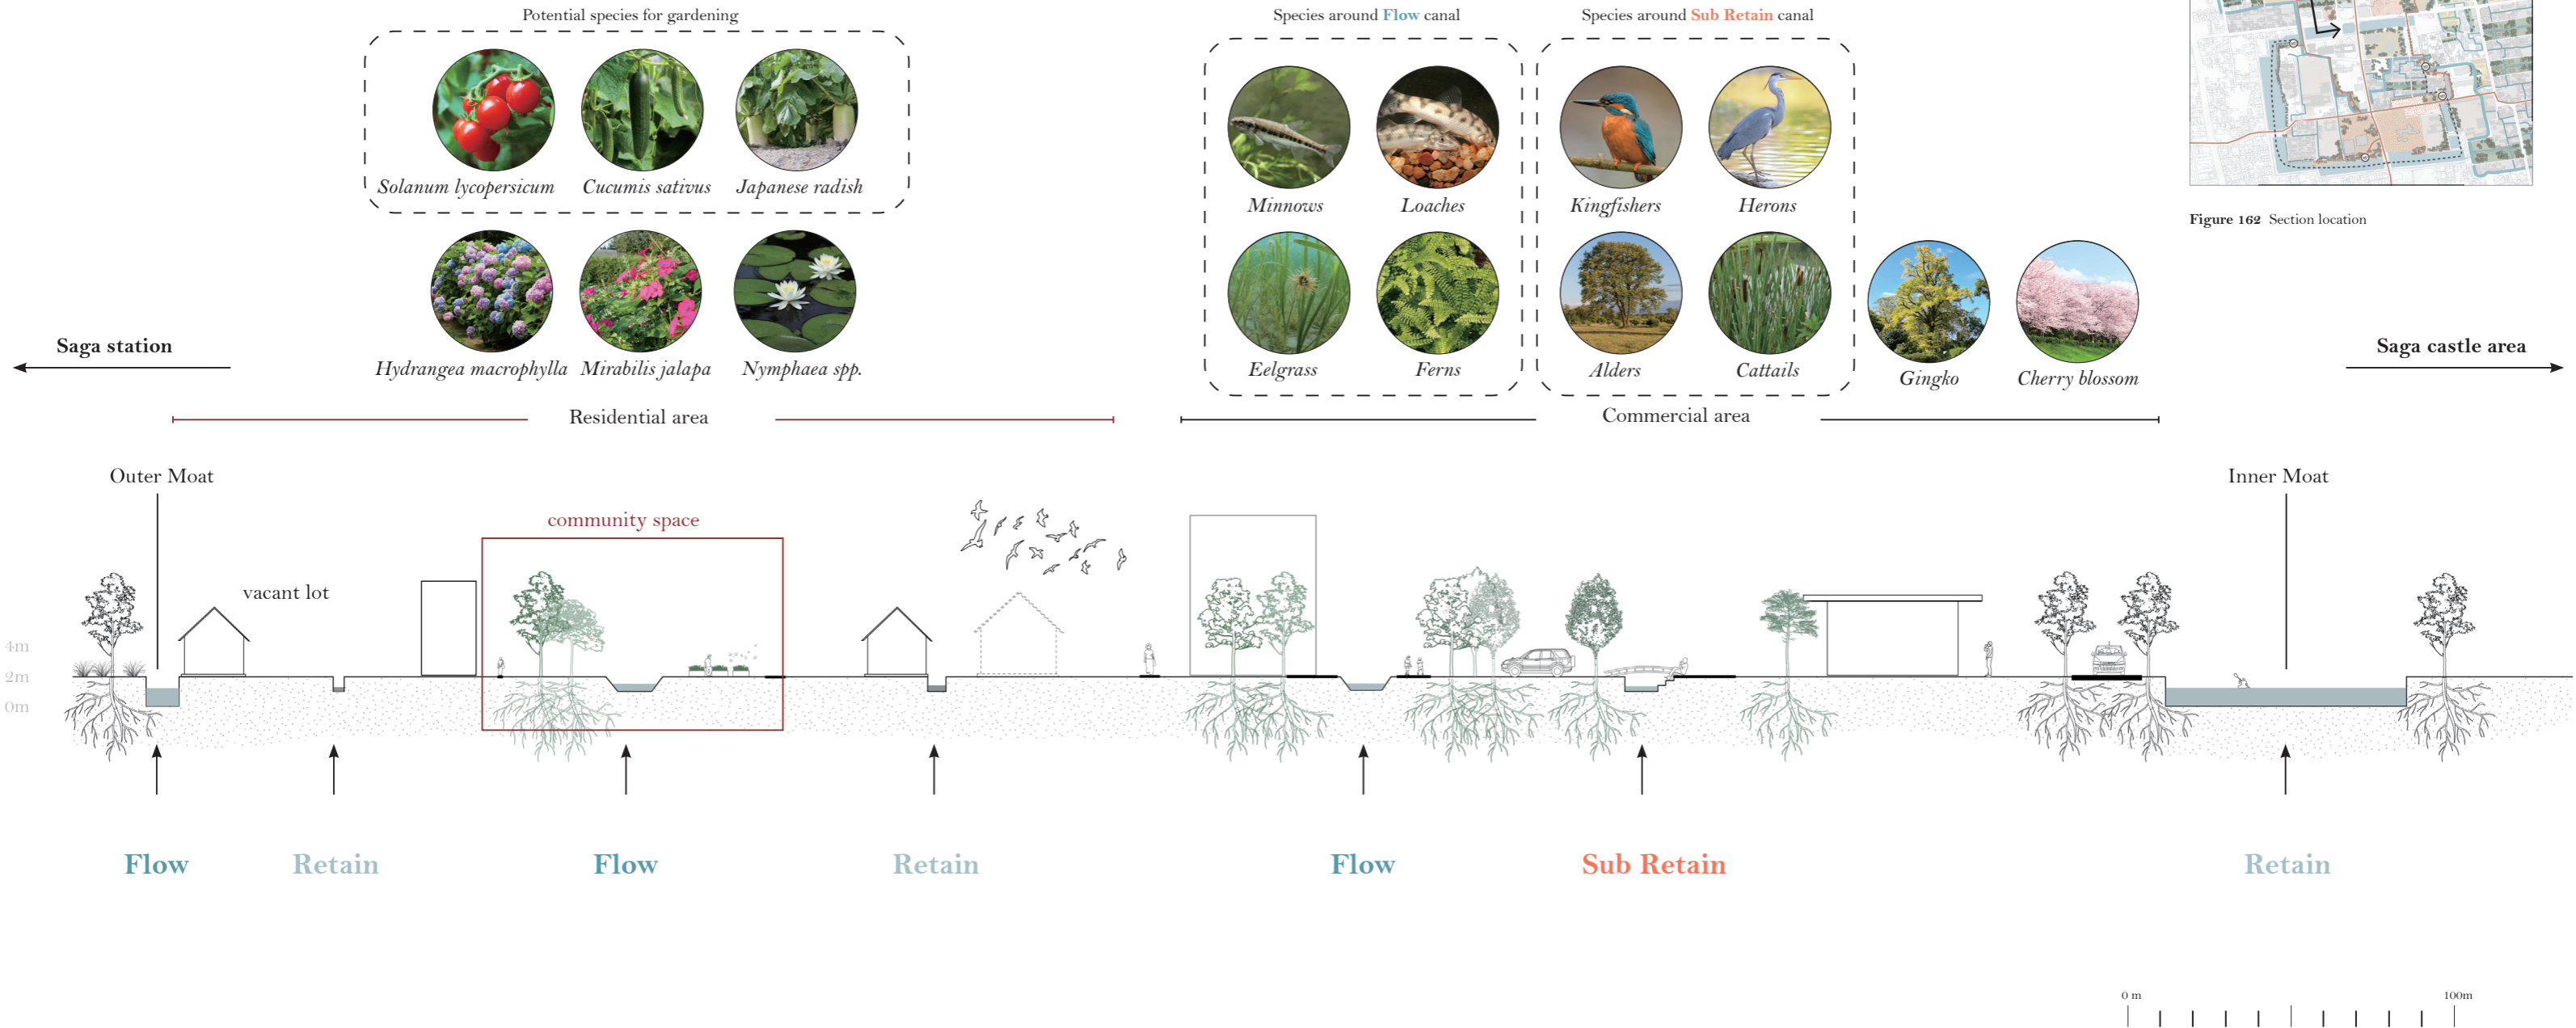 Potential species for gardening
Solanum lycopersicum
Cucumis sativus
Japanese radish
Hydrangea macrophylla
Mirabilis jalapa
Nymphaea spp.
Species around Flow canal
Minnows
Loaches
Eelgrass
Ferns
Species around Sub Retain canal
Kingfishers
Herons
Alders
Cattails
Gingko
Cherry blossom
Figure 162 Section location
Saga station
Saga castle area
Residential area
Commercial area
Outer Moat
vacant lot
community space
Inner Moat
4m
2m
0m
Flow
Retain
Flow
Retain
Flow
Sub Retain
Retain
0 m
100m